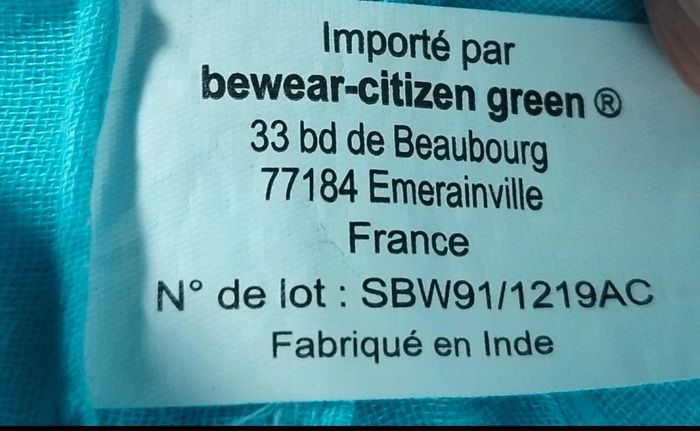 Importé par
bewear-citizen green ®
33 bd de Beaubourg
77184 Emerainville
France
N° de lot : SBW91/1219AC
Fabriqué en Inde